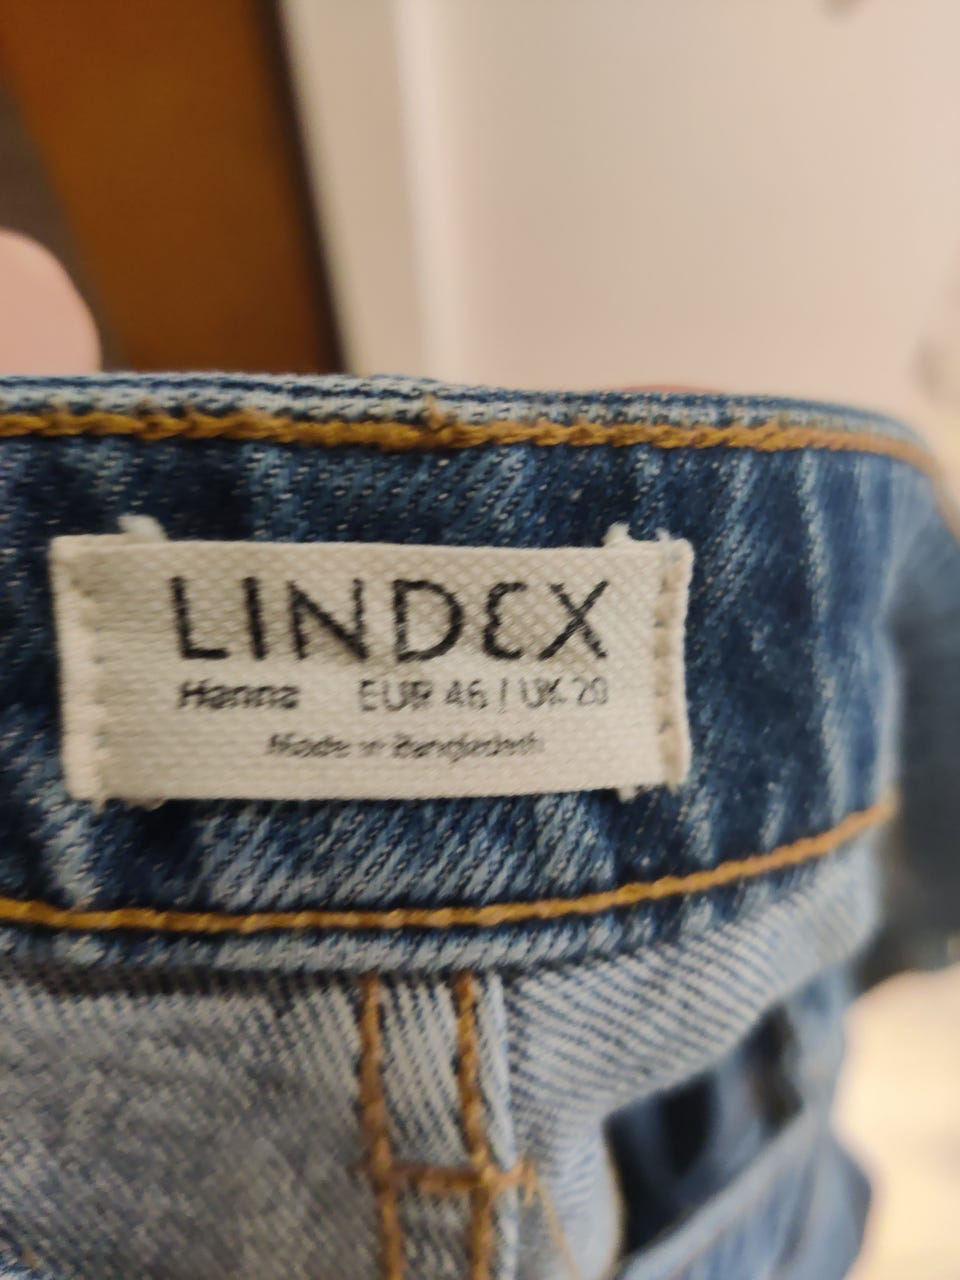 LINDEX
Hanna EUR 46 | UK 20
Made in Bangladesh